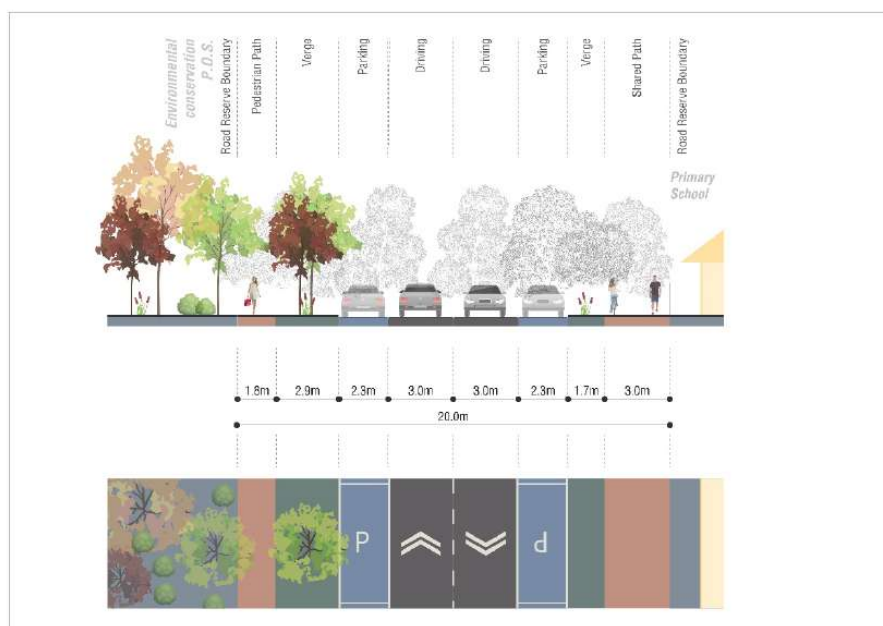 Environmental
conservation
P.O.S.
Road Reserve Boundary
Pedestrian Path
Verge
Parking
Driving
Driving
Parking
Verge
Shared Path
Road Reserve Boundary
Primary
School
1.8m
2.9m
2.3m
3.0m
3.0m
2.3m
1.7m
3.0m
20.0m
P
P